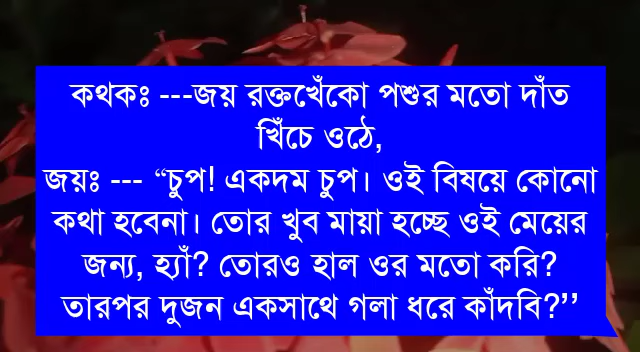 কথকঃ ---জয় রক্তখেঁকো পশুর মতো দাঁত
খিঁচে ওঠে,
জয়ঃ --- “চুপ! একদম চুপ। ওই বিষয়ে কোনো
কথা হবেনা। তোর খুব মায়া হচ্ছে ওই মেয়ের
জন্য, হ্যাঁ? তোরও হাল ওর মতো করি?
তারপর দুজন একসাথে গলা ধরে কাঁদবি?’’